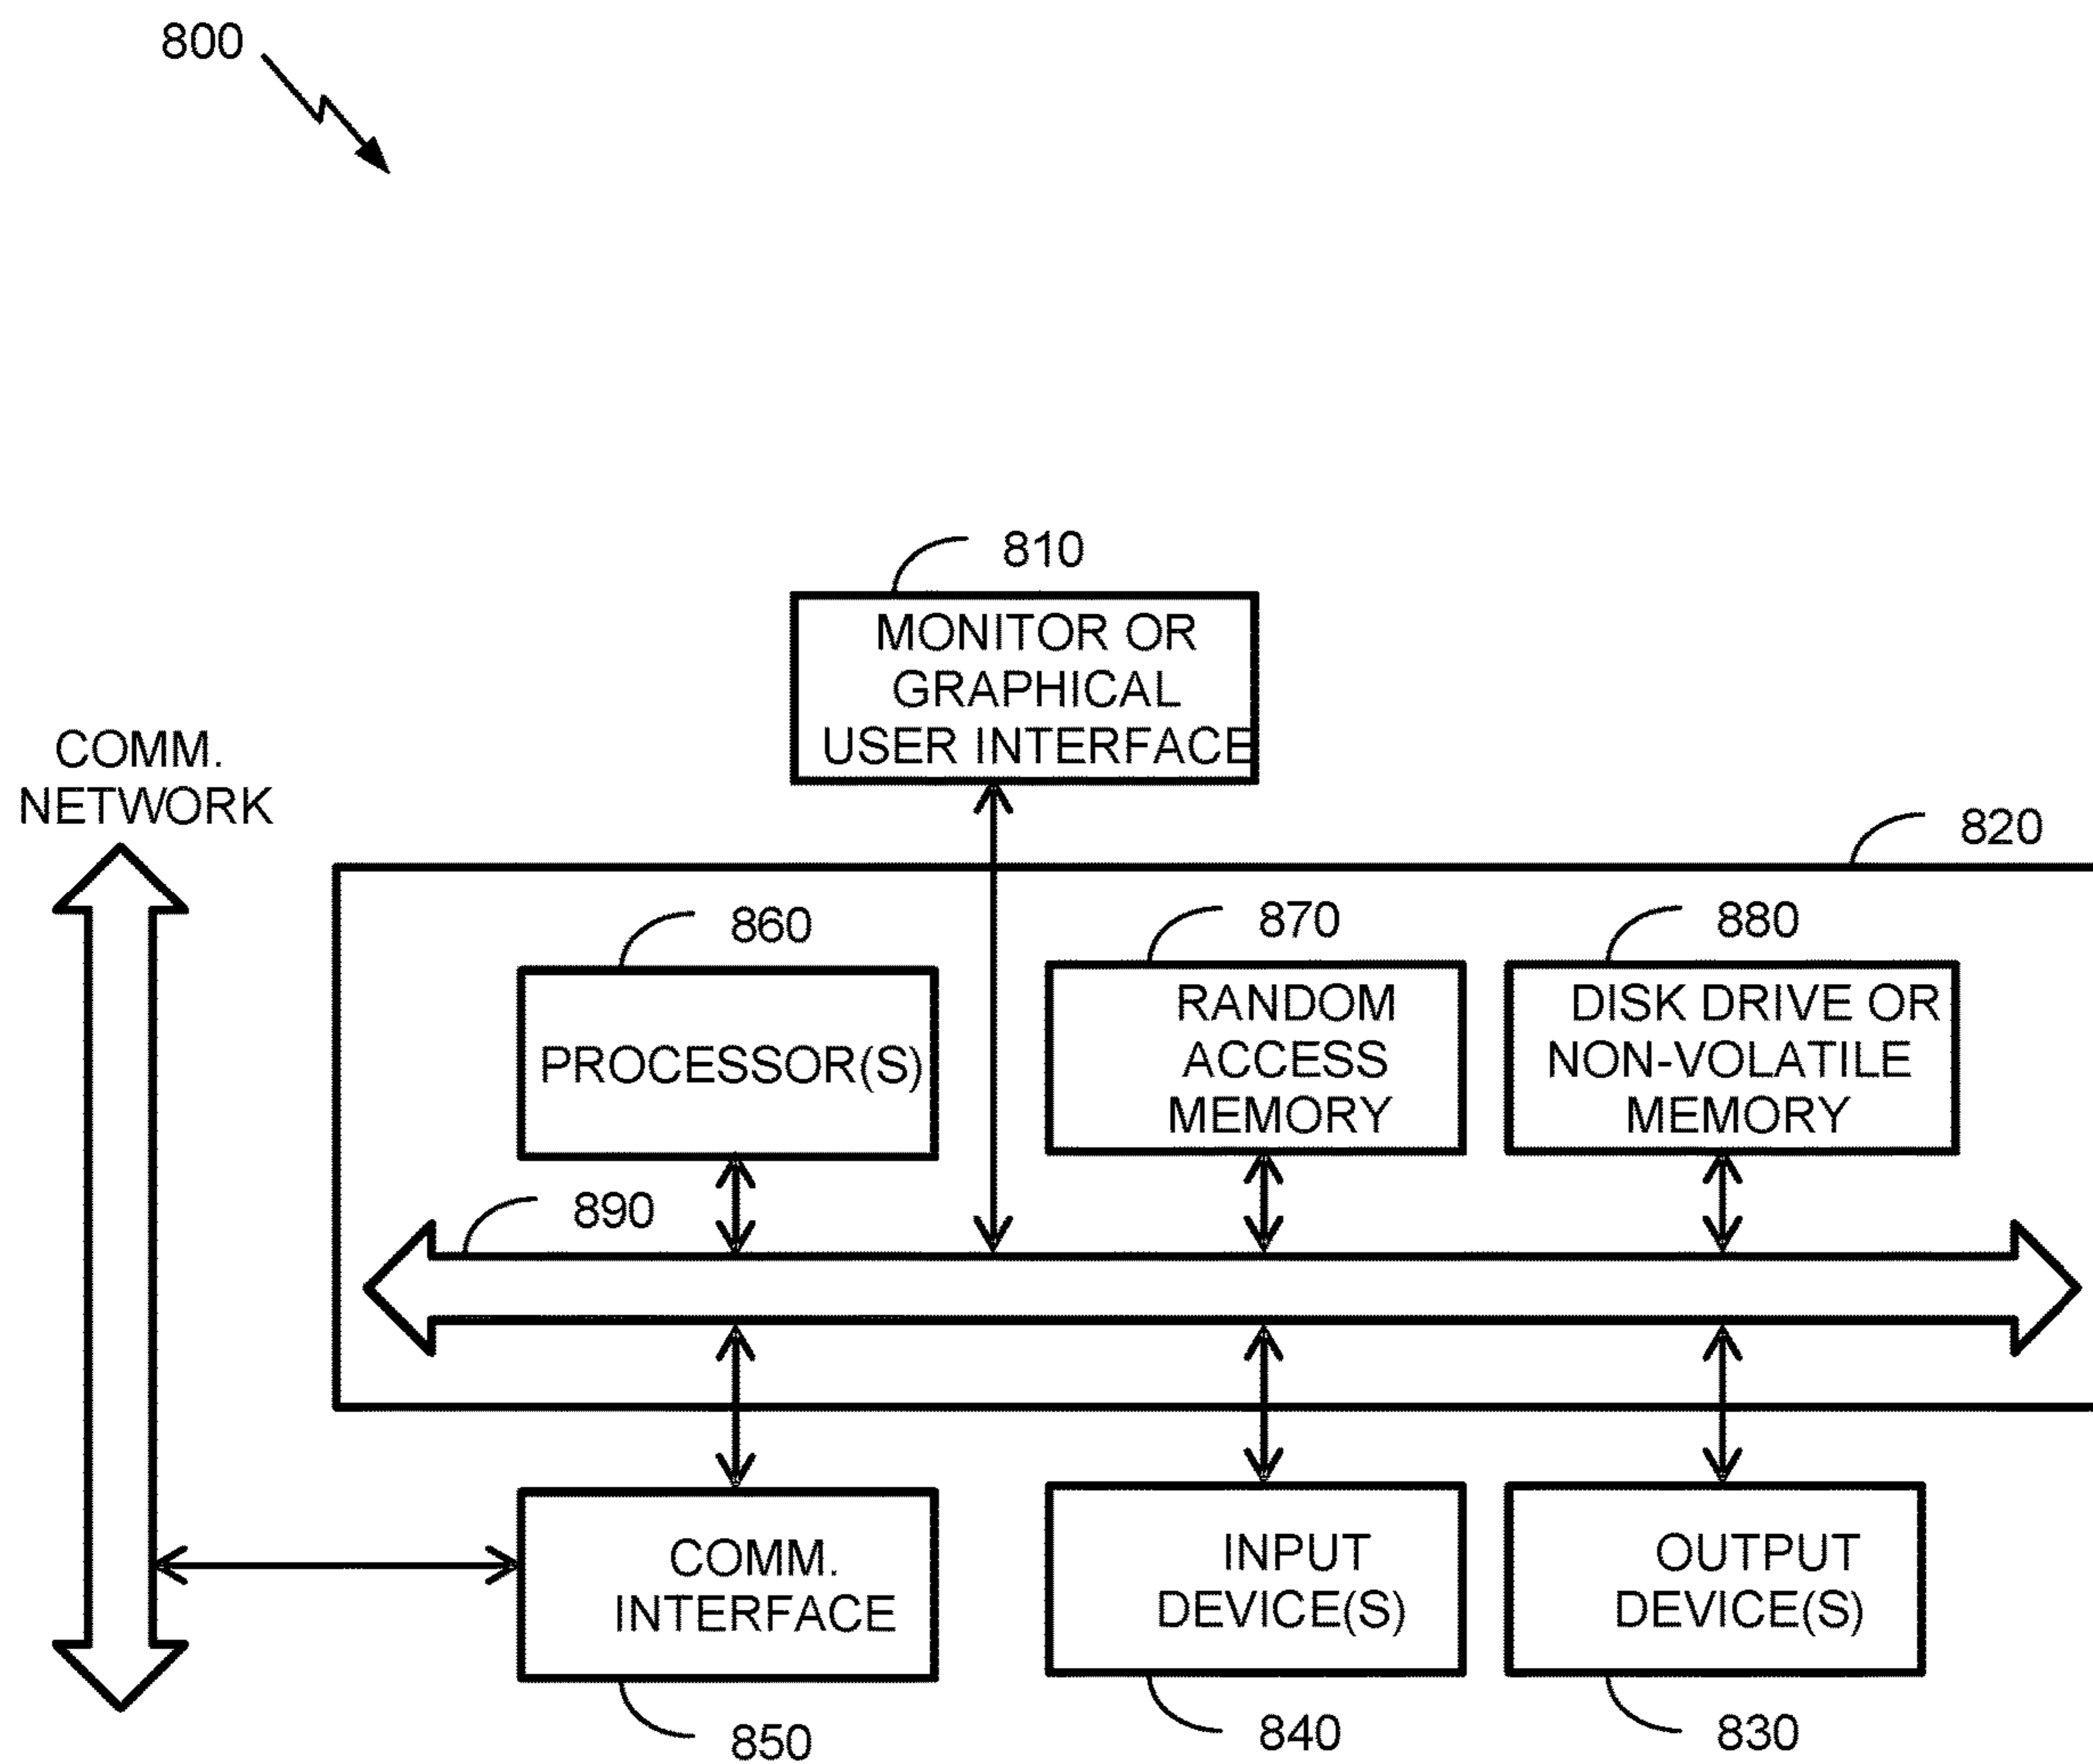 800
810
MONITOR OR
GRAPHICAL
USER INTERFACE
COMM.
NETWORK
820
860
870
880
PROCESSOR(S)
RANDOM
ACCESS
MEMORY
DISK DRIVE OR
NON-VOLATILE
MEMORY
890
COMM.
INTERFACE
INPUT
DEVICE(S)
OUTPUT
DEVICE(S)
850
840
830